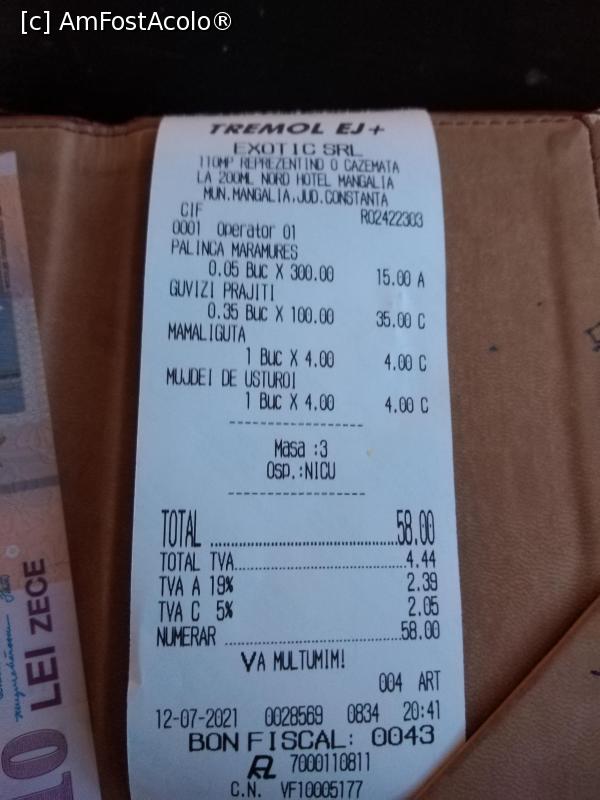 [c] AmFostAcolo®
TREMOL EJ+
EXOTIC SRL
110MP REPREZENTIND O CAZEMATA
LA 200ML NORD HOTEL MANGALIA
MUN.MANGALIA,JUD.CONSTANTA
CIF RO2422303
0001 Operator 01
PALINCA MARAMURES
0.05 Buc X 300.00 15.00 A
GUVIZI PRAJITI
0.35 Buc X 100.00 35.00 C
MAMALIGUTA
1 Buc X 4.00 4.00 C
MUJDEI DE USTUROI
1 Buc X 4.00 4.00 C
Masa :3
Osp.:NICU
TOTAL 58.00
TOTAL TVA 4.44
TVA A 19% 2.39
TVA C 5% 2.05
NUMERAR 58.00
VA MULTUMIM!
004 ART
12-07-2021 0028569 0834 20:41
BON FISCAL: 0043
7000110811
C.N. VF10005177
10 LEI ZECE